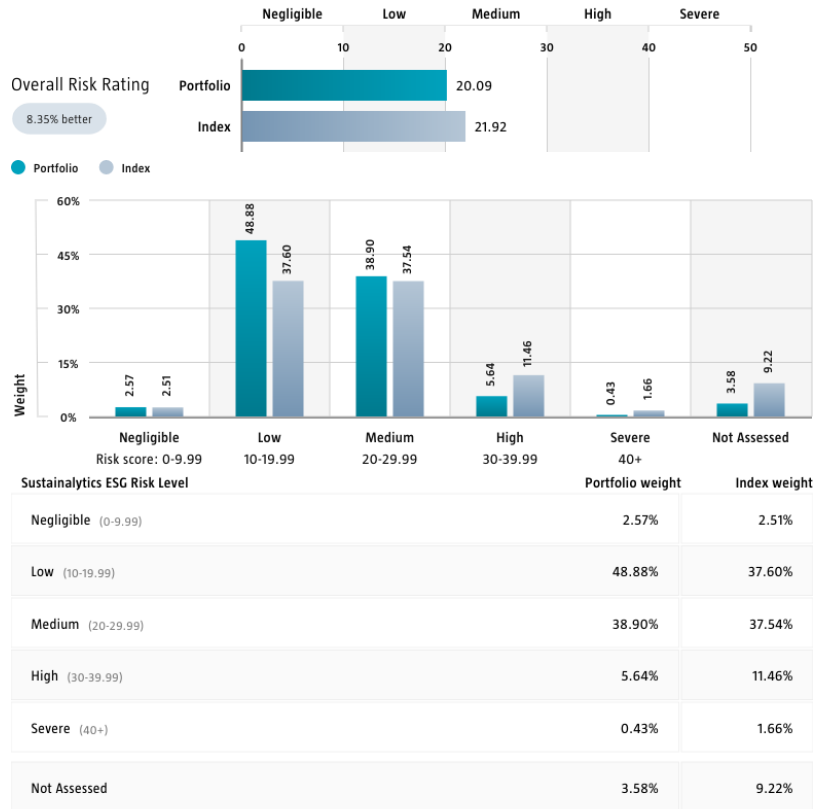 Negligible Low Medium High Severe
0 10 20 30 40 50
Overall Risk Rating
8.35% better
Portfolio 20.09
Index 21.92
Portfolio Index
60%
45%
30%
15%
0%
Weight
2.57 2.51 48.88 37.60 38.90 37.54 5.64 11.46 0.43 1.66 3.58 9.22
Negligible Low Medium High Severe Not Assessed
Risk score: 0-9.99 10-19.99 20-29.99 30-39.99 40+
Sustainalytics ESG Risk Level Portfolio weight Index weight
Negligible (0-9.99) 2.57% 2.51%
Low (10-19.99) 48.88% 37.60%
Medium (20-29.99) 38.90% 37.54%
High (30-39.99) 5.64% 11.46%
Severe (40+) 0.43% 1.66%
Not Assessed 3.58% 9.22%